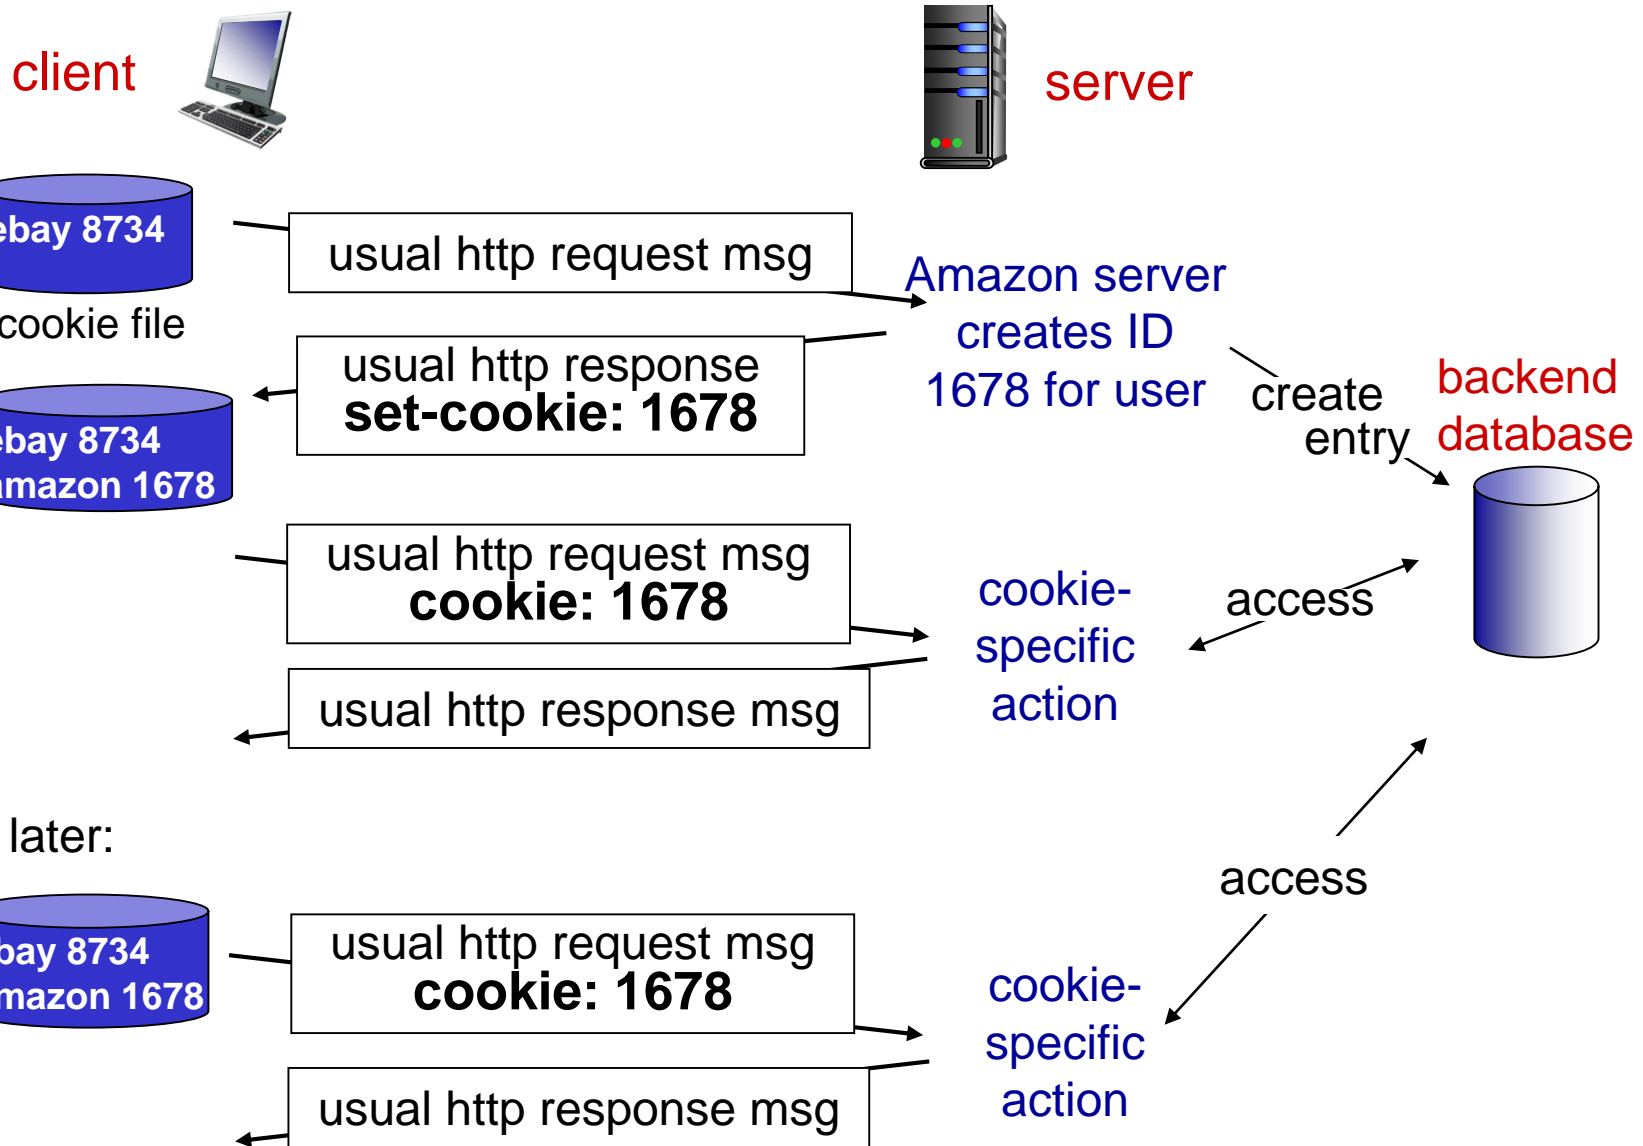 client
server
ebay 8734
usual http request msg
Amazon server
creates ID
1678 for user
cookie file
usual http response
set-cookie: 1678
create
entry
backend
database
ebay 8734
amazon 1678
usual http request msg
cookie: 1678
cookie-
specific
action
access
usual http response msg
later:
access
bay 8734
mazon 1678
usual http request msg
cookie: 1678
cookie-
specific
action
usual http response msg